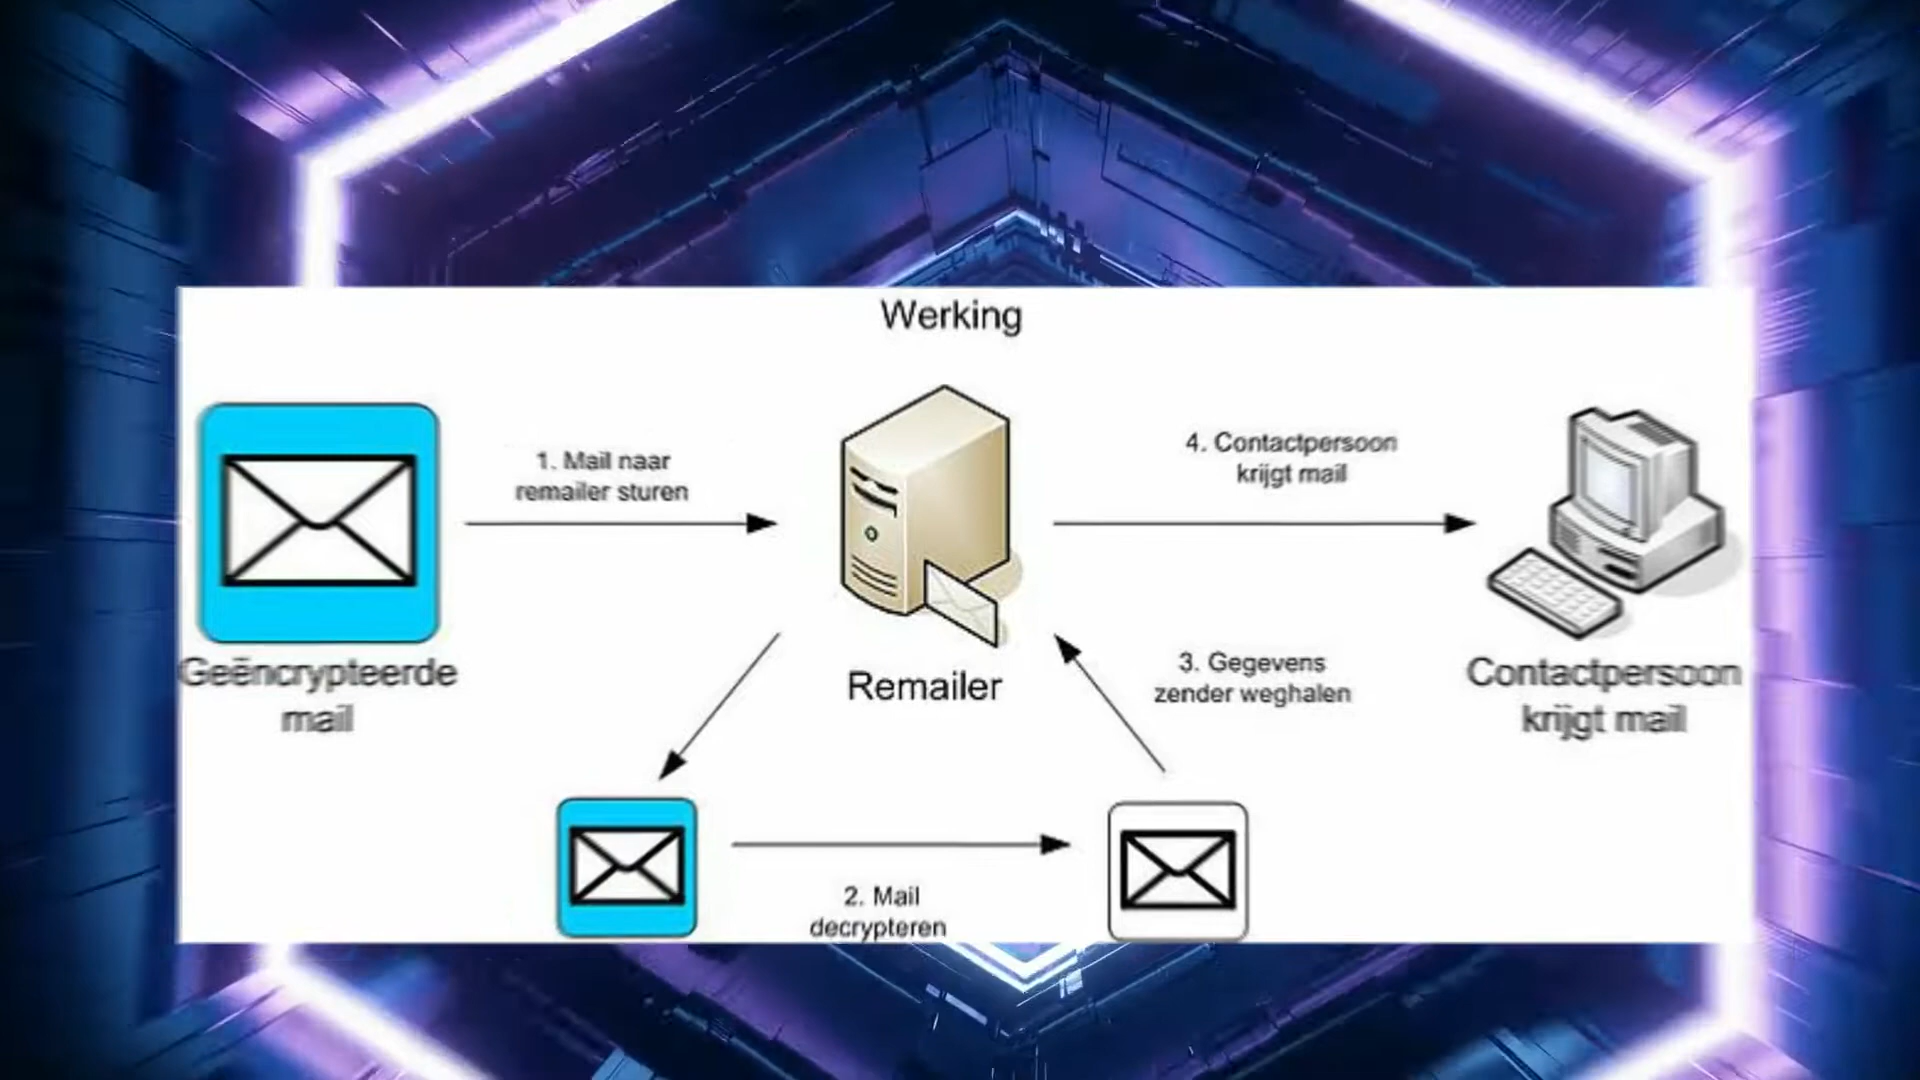 Werking
1. Mail naar
remailer sturen
4. Contactpersoon
krijgt mail
Geëncrypteerde
mail
Remailer
3. Gegevens
zender weghalen
Contactpersoon
krijgt mail
2. Mail
decrypteren